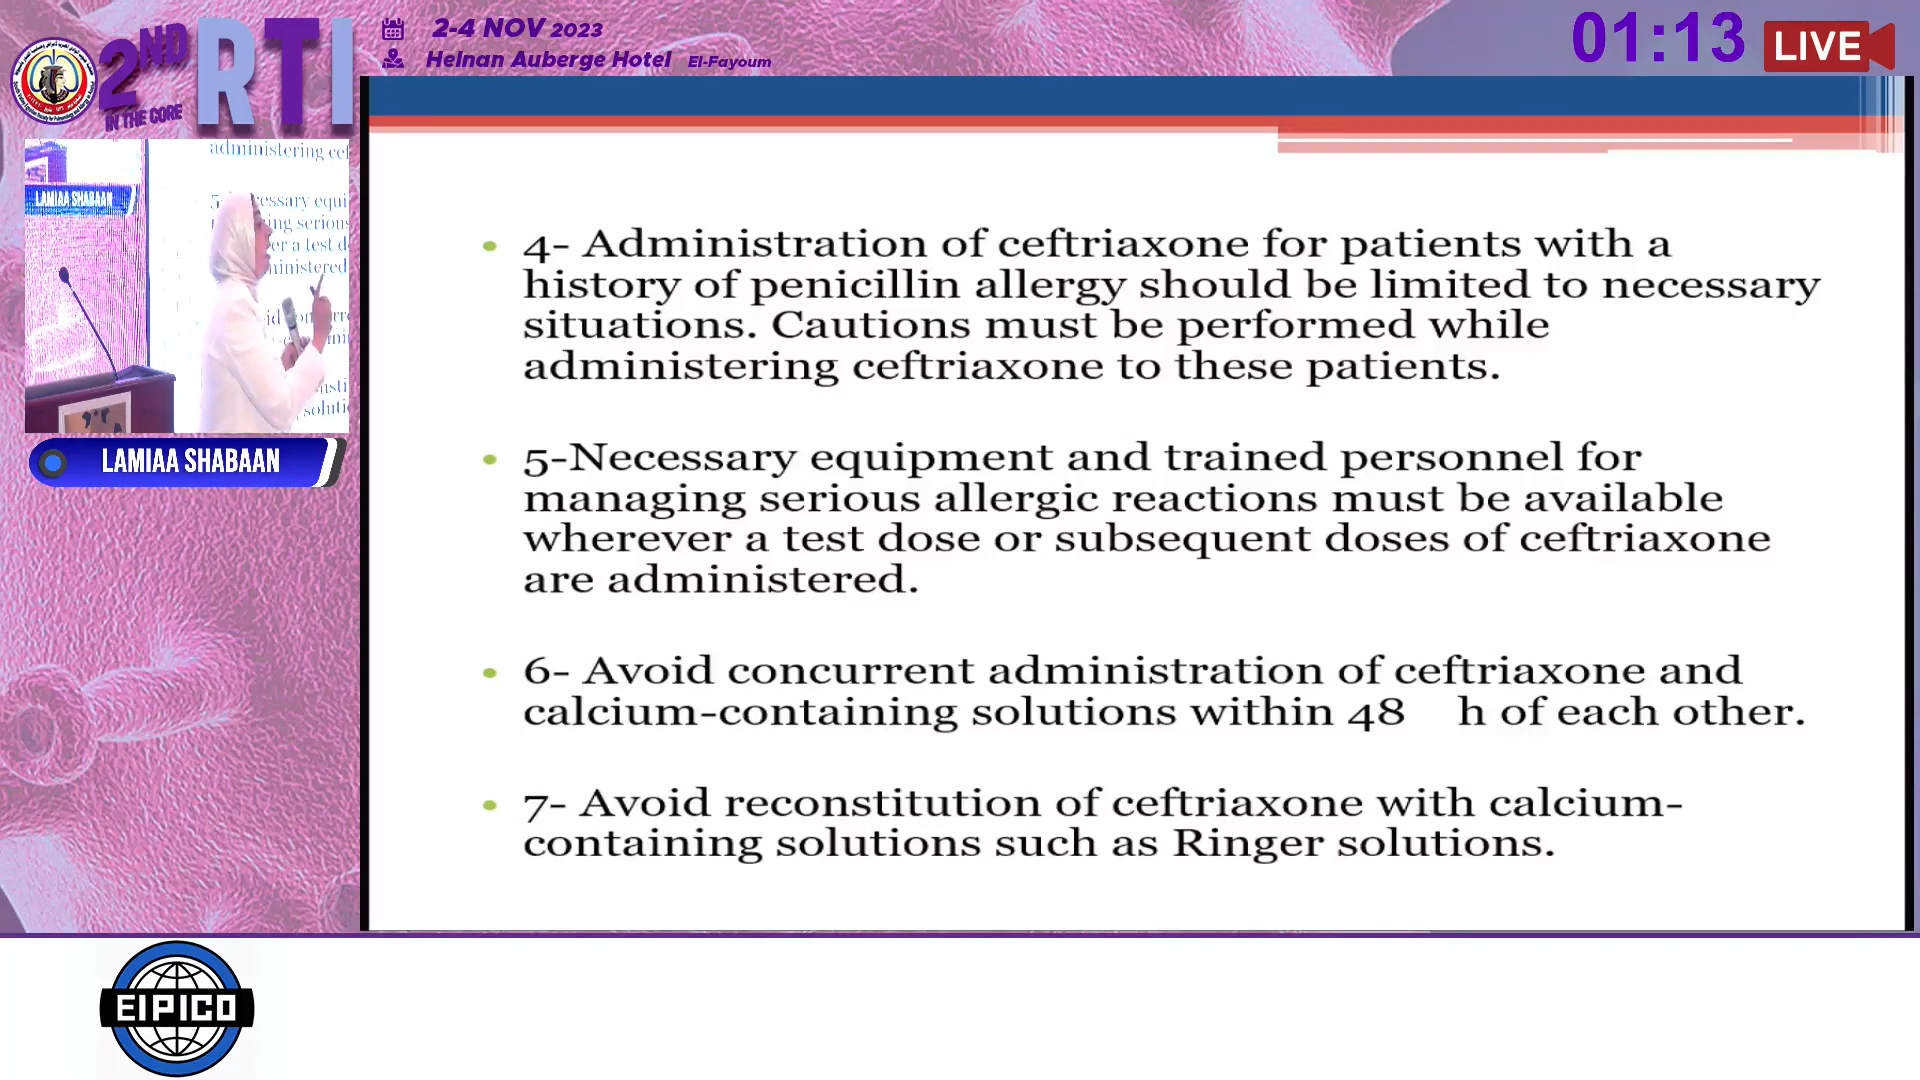 2ND
IN THE CORE
RTI
2-4 NOV 2023
Helnan Auberge Hotel El-Fayoum
01:13
LIVE
administering cef
LAMIAA SHABAAN
LAMIAA SHABAAN
• 4- Administration of ceftriaxone for patients with a
history of penicillin allergy should be limited to necessary
situations. Cautions must be performed while
administering ceftriaxone to these patients.
• 5-Necessary equipment and trained personnel for
managing serious allergic reactions must be available
wherever a test dose or subsequent doses of ceftriaxone
are administered.
• 6- Avoid concurrent administration of ceftriaxone and
calcium-containing solutions within 48 h of each other.
• 7- Avoid reconstitution of ceftriaxone with calcium-
containing solutions such as Ringer solutions.
EIPICO